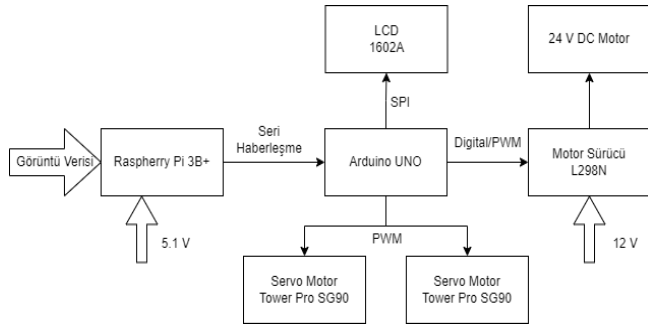 LCD
1602A
24 V DC Motor
SPI
Görüntü Verisi
Raspherry Pi 3B+
Seri
Haberleşme
Arduino UNO
Digital/PWM
Motor Sürücü
L298N
5.1 V
PWM
12 V
Servo Motor
Tower Pro SG90
Servo Motor
Tower Pro SG90